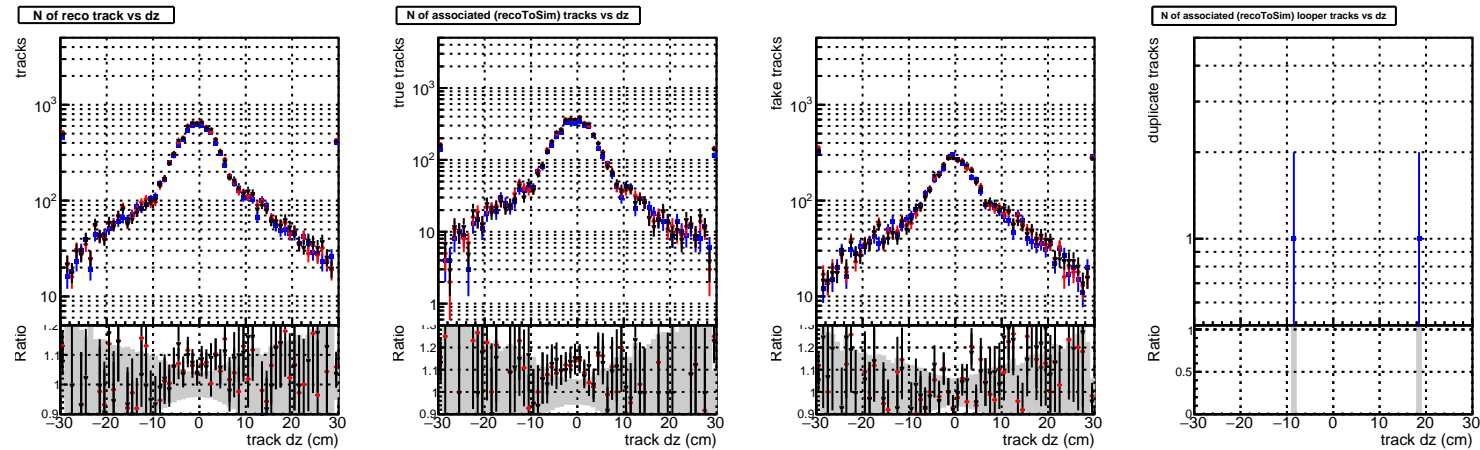 N of reco track vs dz
tracks
10³
10²
10
Ratio
1.2
1.1
1
0.9
−30 −20 −10 0 10 20 30
track dz (cm)
N of associated (recoToSim) tracks vs dz
true tracks
10³
10²
10
1
Ratio
1.3
1.2
1.1
1
0.9
−30 −20 −10 0 10 20 30
track dz (cm)
fake tracks
10³
10²
10
Ratio
1.3
1.2
1.1
1
0.9
−30 −20 −10 0 10 20 30
track dz (cm)
N of associated (recoToSim) looper tracks vs dz
duplicate tracks
1
Ratio
1
0.5
0
−30 −20 −10 0 10 20 30
track dz (cm)